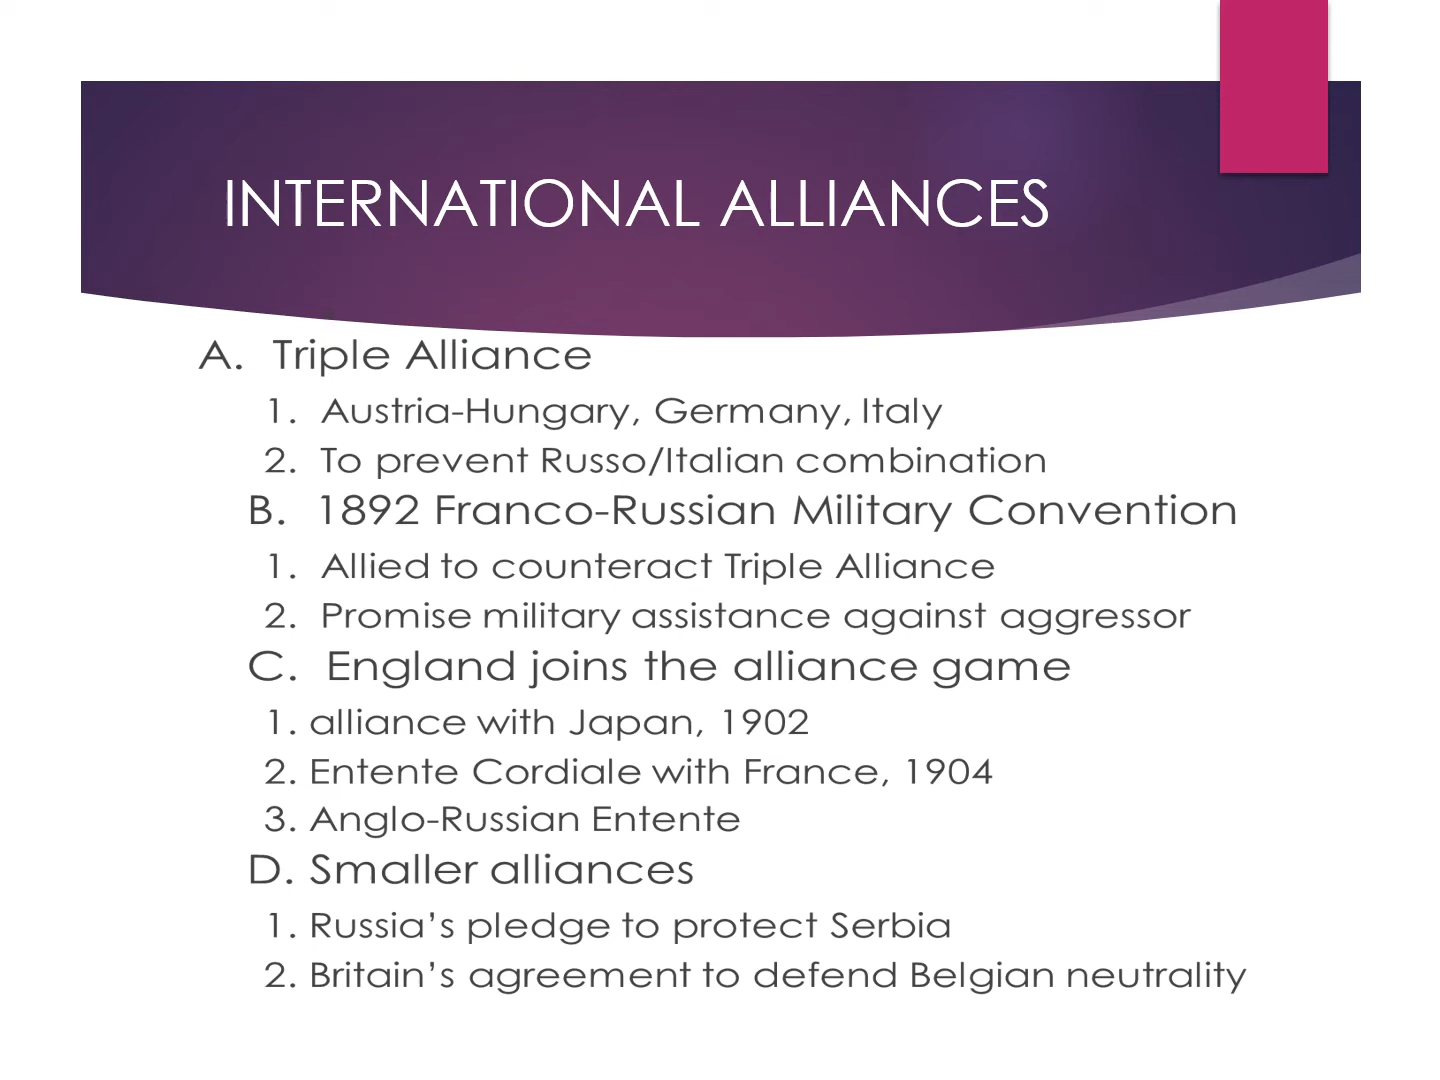 INTERNATIONAL ALLIANCES
A. Triple Alliance
1. Austria-Hungary, Germany, Italy
2. To prevent Russo/Italian combination
B. 1892 Franco-Russian Military Convention
1. Allied to counteract Triple Alliance
2. Promise military assistance against aggressor
C. England joins the alliance game
1. alliance with Japan, 1902
2. Entente Cordiale with France, 1904
3. Anglo-Russian Entente
D. Smaller alliances
1. Russia’s pledge to protect Serbia
2. Britain’s agreement to defend Belgian neutrality